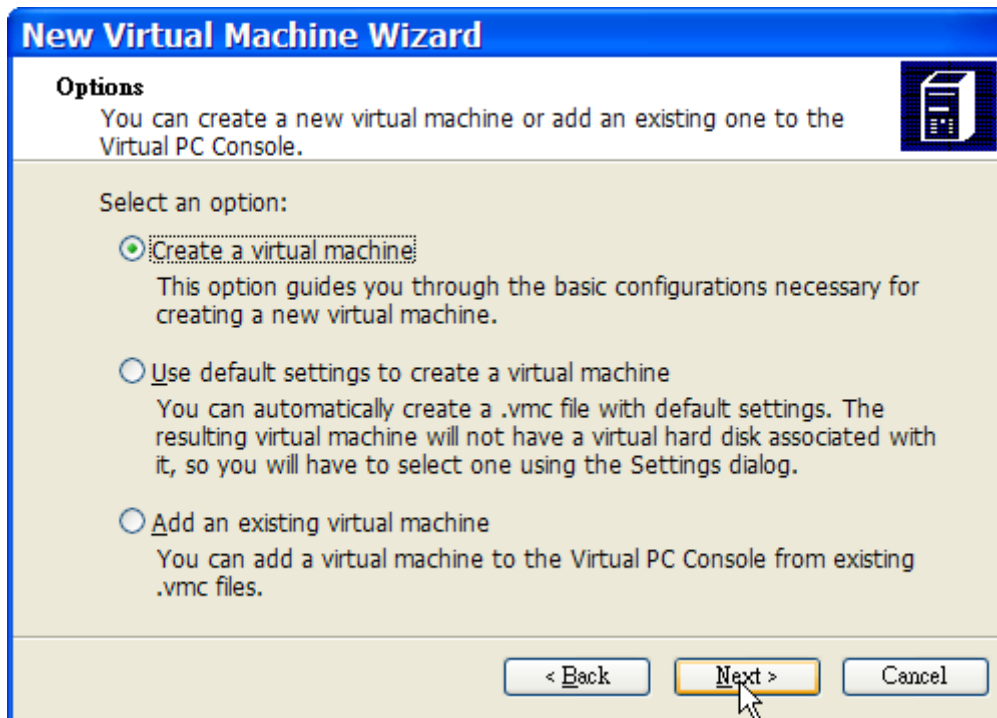 New Virtual Machine Wizard
Options
You can create a new virtual machine or add an existing one to the
Virtual PC Console.
Select an option:
Create a virtual machine
This option guides you through the basic configurations necessary for
creating a new virtual machine.
Use default settings to create a virtual machine
You can automatically create a .vmc file with default settings. The
resulting virtual machine will not have a virtual hard disk associated with
it, so you will have to select one using the Settings dialog.
Add an existing virtual machine
You can add a virtual machine to the Virtual PC Console from existing
.vmc files.
< Back Next > Cancel